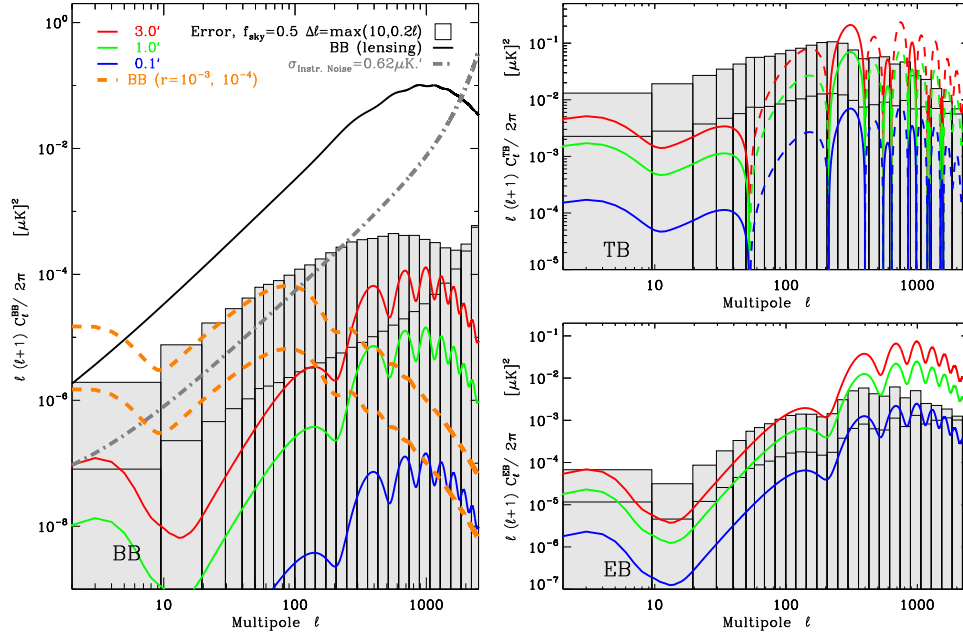 3.0'
1.0'
0.1'
BB (r=10⁻³, 10⁻⁴)
Error, f_sky=0.5 Δℓ=max(10,0.2ℓ)
BB (lensing)
σ_Instr. Noise=0.62μK.'
ℓ (ℓ+1) C_ℓ^BB/ 2π [μK]²
10⁰
10⁻²
10⁻⁴
10⁻⁶
10⁻⁸
BB
10 100 1000
Multipole ℓ
ℓ (ℓ+1) C_ℓ^TB/ 2π [μK]²
10⁻¹
10⁻²
10⁻³
10⁻⁴
10⁻⁵
TB
10 100 1000
Multipole ℓ
ℓ (ℓ+1) C_ℓ^EB/ 2π [μK]²
10⁻¹
10⁻²
10⁻³
10⁻⁴
10⁻⁵
10⁻⁶
10⁻⁷
EB
10 100 1000
Multipole ℓ